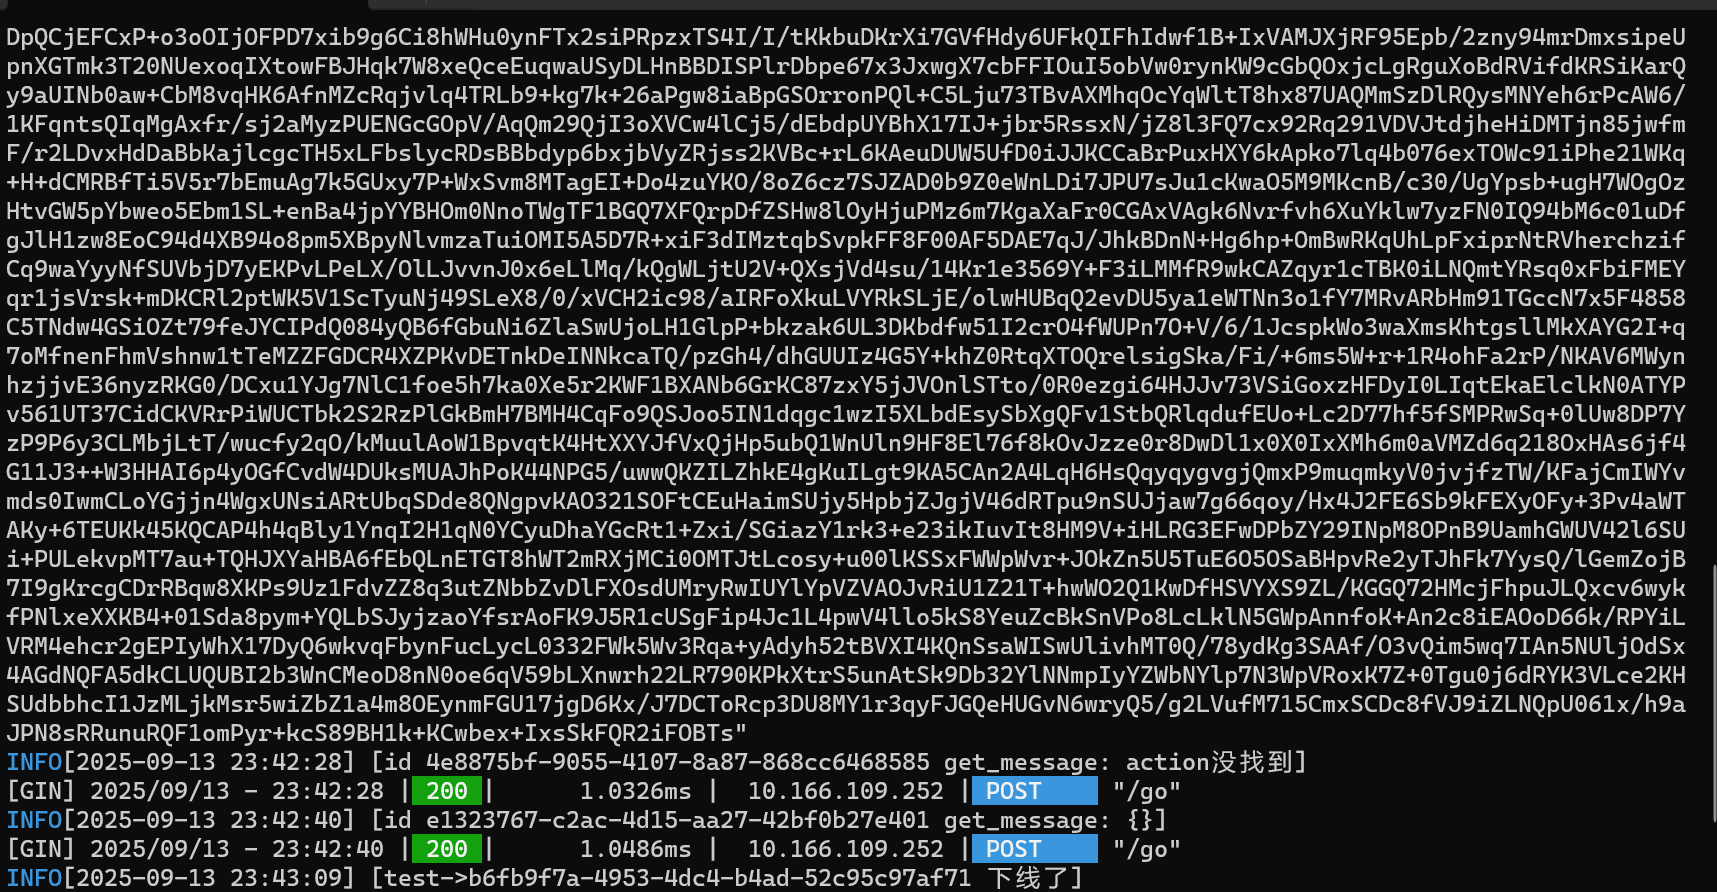 DpQCjEFCxP+o3oOIjOFPD7xib9g6Ci8hWHu0ynFTx2siPRpzxTS4I/I/tKkbuDKrXi7GVfHdy6UFkQIFhIdwf1B+IxVAMJXjRF95Epb/2zny94mrDmxsipeU
pnXGTmk3T20NUexoqIXtowFBJHqk7W8xeQceEuqwaUSyDLHnBBDISPlrDbpe67x3JxwgX7cbFFIOuI5obVw0rynKW9cGbQOxjcLgRguXoBdRVifdKRSiKarQ
y9aUINb0aw+CbM8vqHK6AfnMZcRqjvlq4TRLb9+kg7k+26aPgw8iaBpGSOrronPQl+C5Lju73TBvAXMhqOcYqWltT8hx87UAQMmSzDlRQysMNYeh6rPcAW6/
1KFqntsQIqMgAxfr/sj2aMyzPUENGcGOpV/AqQm29QjI3oXVCw4lCj5/dEbdpUYBhX17IJ+jbr5RssxN/jZ8l3FQ7cx92Rq291VDVJtdjheHiDMTjn85jwfm
F/r2LDvxHdDaBbKajlcgcTH5xLFbslycRDsBBbdyp6bxjbVyZRjss2KVBc+rL6KAeuDUW5UfD0iJJKCCaBrPuxHXY6kApko7lq4b076exTOWc91iPhe21WKq
+H+dCMRBfTi5V5r7bEmuAg7k5GUxy7P+WxSvm8MTagEI+Do4zuYKO/8oZ6cz7SJZAD0b9Z0eWnLDi7JPU7sJu1cKwaO5M9MKcnB/c30/UgYpsb+ugH7WOgOz
HtvGW5pYbweo5Ebm1SL+enBa4jpYYBHOm0NnoTWgTF1BGQ7XFQrpDfZSHw8lOyHjuPMz6m7KgaXaFr0CGAxVAgk6Nvrfvh6XuYklw7yzFN0IQ94bM6c01uDf
gJlH1zw8EoC94d4XB94o8pm5XBpyNlvmzaTuiOMI5A5D7R+xiF3dIMztqbSvpkFF8F00AF5DAE7qJ/JhkBDnN+Hg6hp+OmBwRKqUhLpFxiprNtRVherchzif
Cq9waYyyNfSUVbjD7yEKPvLPeLX/OlLJvvnJ0x6eLlMq/kQgWLjtU2V+QXsjVd4su/14Kr1e3569Y+F3iLMMfR9wkCAZqyr1cTBK0iLNQmtYRsq0xFbiFMEY
qr1jsVrsk+mDKCRl2ptWK5V1ScTyuNj49SLeX8/0/xVCH2ic98/aIRFoXkuLVYRkSLjE/olwHUBqQ2evDU5ya1eWTNn3o1fY7MRvARbHm91TGccN7x5F4858
C5TNdw4GSiOZt79feJYCIPdQ084yQB6fGbuNi6ZlaSwUjoLH1GlpP+bkzak6UL3DKbdfw51I2crO4fWUPn7O+V/6/1JcspkWo3waXmsKhtgsllMkXAYG2I+q
7oMfnenFhmVshnw1tTeMZZFGDCR4XZPKvDETnkDeINNkcaTQ/pzGh4/dhGUUIz4G5Y+khZ0RtqXTOQrelsigSka/Fi/+6ms5W+r+1R4ohFa2rP/NKAV6MWyn
hzjjvE36nyzRKG0/DCxu1YJg7NlC1foe5h7ka0Xe5r2KWF1BXANb6GrKC87zxY5jJVOnlSTto/0R0ezgi64HJJv73VSiGoxzHFDyI0LIqtEkaElclkN0ATYP
v561UT37CidCKVRrPiWUCTbk2S2RzPlGkBmH7BMH4CqFo9QSJoo5IN1dqgc1wzI5XLbdEsySbXgQFv1StbQRlqdufEUo+Lc2D77hf5fSMPRwSq+0lUw8DP7Y
zP9P6y3CLMbjLtT/wucfy2qO/kMuulAoW1BpvqtK4HtXXYJfVxQjHp5ubQ1WnUln9HF8El76f8kOvJzze0r8DwDl1x0X0IxXMh6m0aVMZd6q218OxHAs6jf4
G11J3++W3HHAI6p4yOGfCvdW4DUksMUAJhPoK44NPG5/uwwQKZILZhkE4gKuILgt9KA5CAn2A4LqH6HsQqyqygvgjQmxP9muqmkyV0jvjfzTW/KFajCmIWYv
mds0IwmCLoYGjjn4WgxUNsiARtUbqSDde8QNgpvKAO321SOFtCEuHaimSUjy5HpbjZJgjV46dRTpu9nSUJjaw7g66qoy/Hx4J2FE6Sb9kFEXyOFy+3Pv4aWT
AKy+6TEUKk45KQCAP4h4qBly1YnqI2H1qN0YCyuDhaYGcRt1+Zxi/SGiazY1rk3+e23ikIuvIt8HM9V+iHLRG3EFwDPbZY29INpM8OPnB9UamhGWUV42l6SU
i+PULekvpMT7au+TQHJXYaHBA6fEbQLnETGT8hWT2mRXjMCi0OMTJtLcosy+u00lKSSxFWWpWvr+JOkZn5U5TuE6O5OSaBHpvRe2yTJhFk7YysQ/lGemZojB
7I9gKrcgCDrRBqw8XKPs9Uz1FdvZZ8q3utZNbbZvDlFXOsdUMryRwIUYlYpVZVAOJvRiU1Z21T+hwWO2Q1KwDfHSVYXS9ZL/KGGQ72HMcjFhpuJLQxcv6wyk
fPNlxeXXKB4+01Sda8pym+YQLbSJyjzaoYfsrAoFK9J5R1cUSgFip4Jc1L4pwV4llo5kS8YeuZcBkSnVPo8LcLklN5GWpAnnfoK+An2c8iEAOoD66k/RPYiL
VRM4ehcr2gEPIyWhX17DyQ6wkvqFbynFucLycL0332FWk5Wv3Rqa+yAdyh52tBVXI4KQnSsaWISwUlivhMT0Q/78ydKg3SAAf/O3vQim5wq7IAn5NUljOdSx
4AGdNQFA5dkCLUQUBI2b3WnCMeoD8nN0oe6qV59bLXnwrh22LR790KPkXtrS5unAtSk9Db32YlNNmpIyYZWbNYlp7N3WpVRoxK7Z+0Tgu0j6dRYK3VLce2KH
SUdbbhcI1JzMLjkMsr5wiZbZ1a4m8OEynmFGU17jgD6Kx/J7DCToRcp3DU8MY1r3qyFJGQeHUGvN6wryQ5/g2LVufM715CmxSCDc8fVJ9iZLNQpU061x/h9a
JPN8sRRunuRQF1omPyr+kcS89BH1k+KCwbex+IxsSkFQR2iFOBTs"
INFO[2025-09-13 23:42:28] [id 4e8875bf-9055-4107-8a87-868cc6468585 get_message: action没找到]
[GIN] 2025/09/13 - 23:42:28 | 200 |      1.0326ms |  10.166.109.252 | POST     "/go"
INFO[2025-09-13 23:42:40] [id e1323767-c2ac-4d15-aa27-42bf0b27e401 get_message: {}]
[GIN] 2025/09/13 - 23:42:40 | 200 |      1.0486ms |  10.166.109.252 | POST     "/go"
INFO[2025-09-13 23:43:09] [test->b6fb9f7a-4953-4dc4-b4ad-52c95c97af71 下线了]